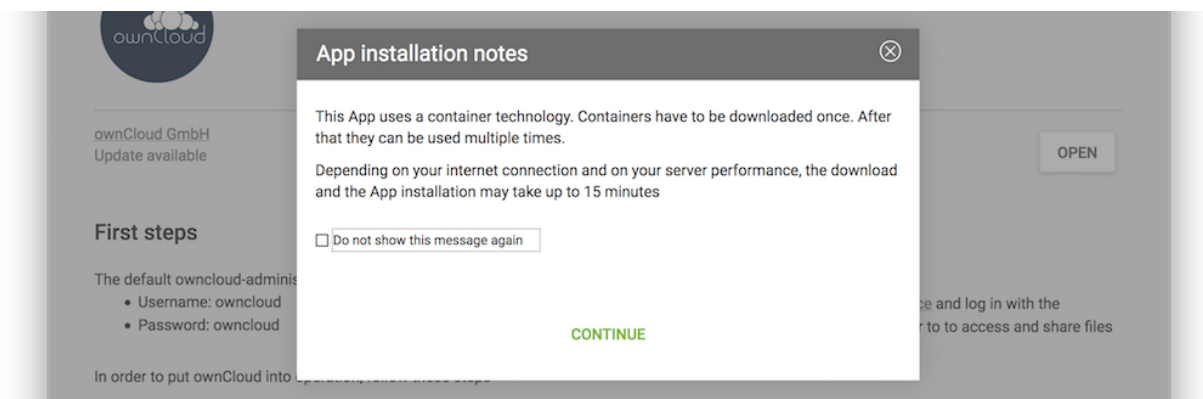 ownCloud
App installation notes
This App uses a container technology. Containers have to be downloaded once. After
that they can be used multiple times.
Depending on your internet connection and on your server performance, the download
and the App installation may take up to 15 minutes
Do not show this message again
CONTINUE
ownCloud GmbH
Update available
OPEN
First steps
The default owncloud-adminis
• Username: owncloud
• Password: owncloud
and log in with the
to to access and share files
In order to put ownCloud into operation, follow these steps